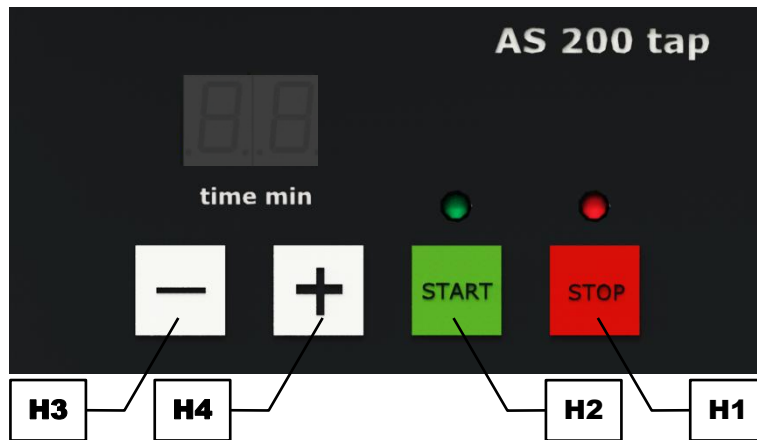 AS 200 tap
time min
− +
START STOP
H3 H4 H2 H1